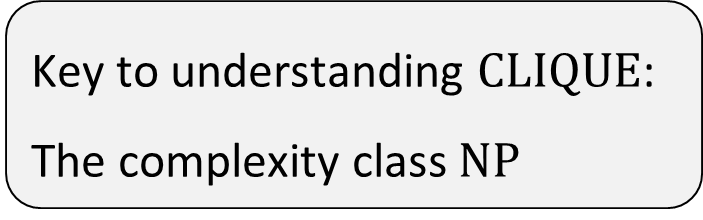 Key to understanding CLIQUE:
The complexity class NP